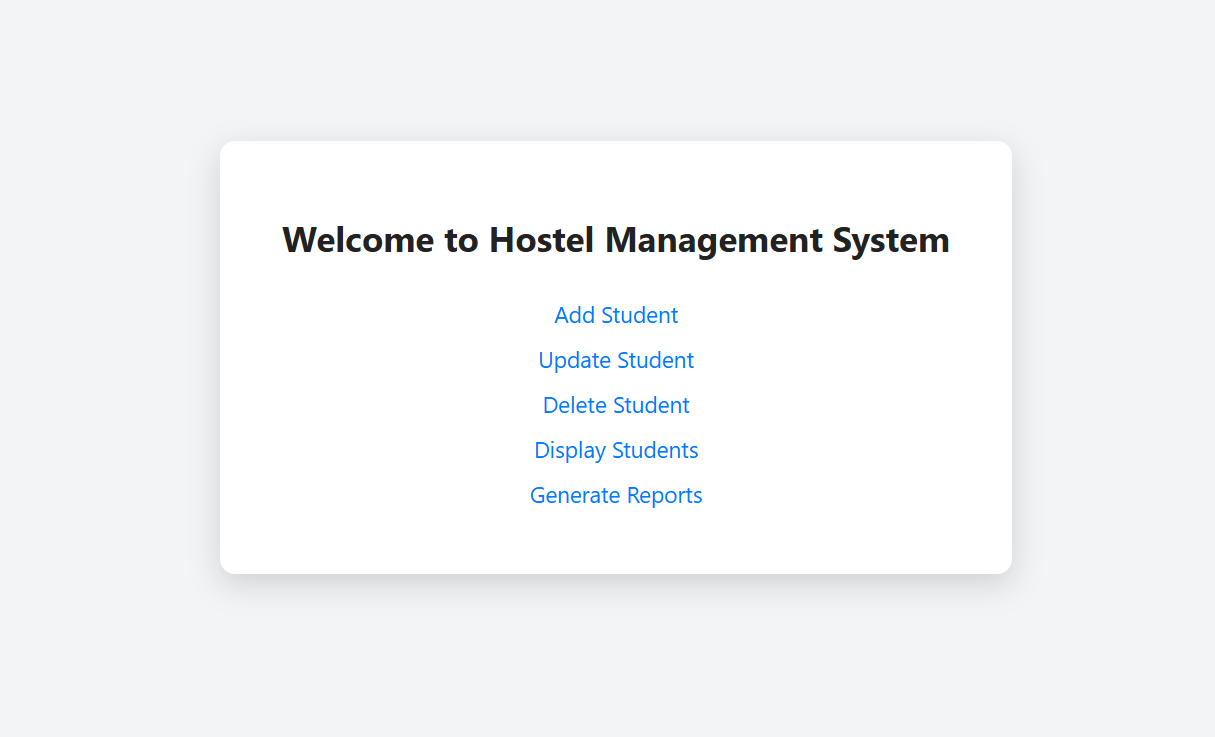 Welcome to Hostel Management System
Add Student
Update Student
Delete Student
Display Students
Generate Reports